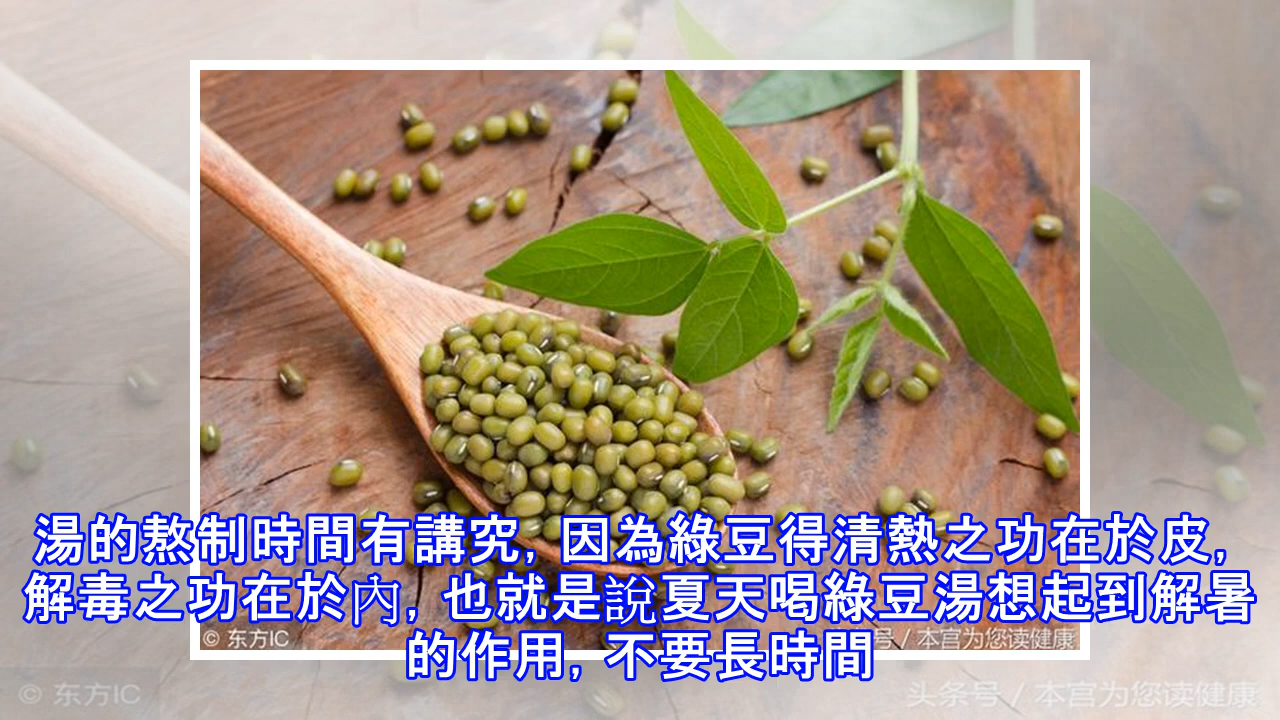 湯的熬制時間有講究, 因為綠豆得清熱之功在於皮,
解毒之功在於內, 也就是說夏天喝綠豆湯想起到解暑
的作用, 不要長時間
© 东方IC
号 / 本宫为您读健康
© 东方IC
头条号 / 本宫为您读健康